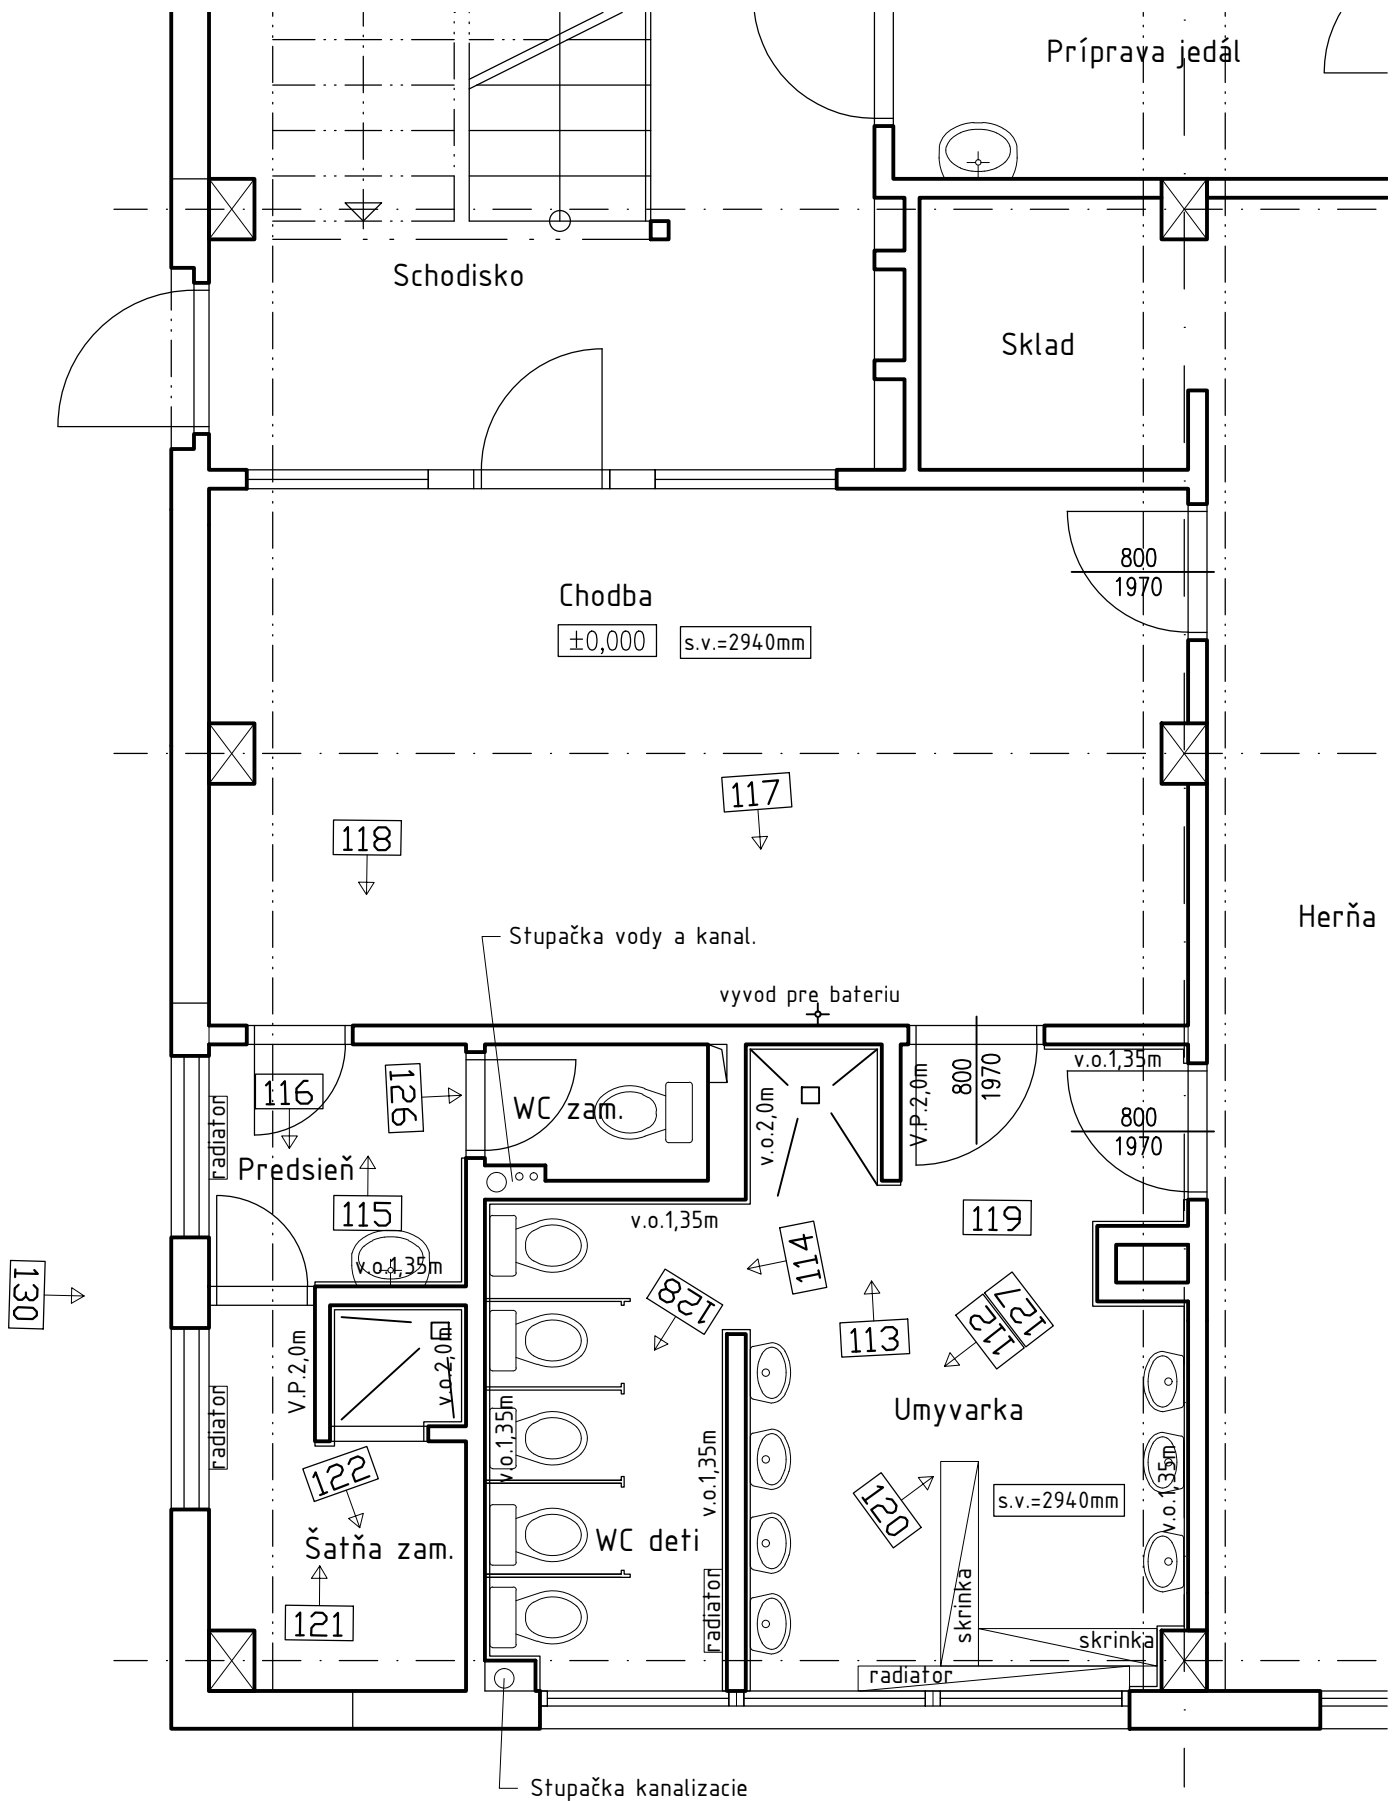 Príprava jedál
Schodisko
Sklad
800
1970
Chodba
±0,000
s.v.=2940mm
117
118
Herňa
Stupačka vody a kanal.
vyvod pre bateriu
v.o.1,35m
800
1970
V.P.2,0m
v.o.2,0m
116
126
WC zam.
radiator
800
1970
Predsieň
115
v.o.1,35m
119
v.o.1,35m
114
130
128
127
112
113
V.P.2,0m
v.o.2,0m
radiator
v.o.1,35m
v.o.1,35m
Umyvarka
122
120
s.v.=2940mm
v.o.1,35m
Šatňa zam.
WC deti
121
radiator
skrinka
skrinka
radiator
Stupačka kanalizacie